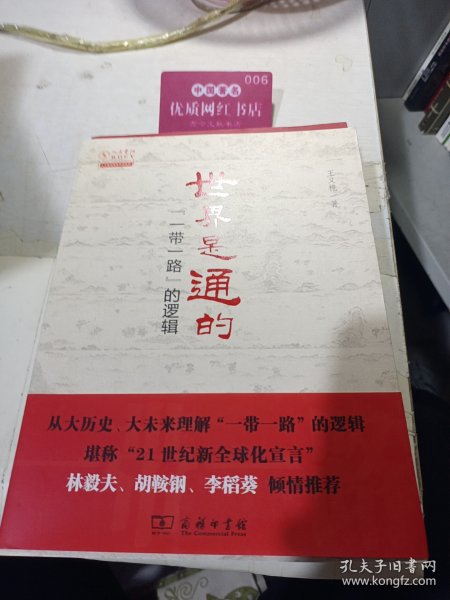 006
中国著名
优质网红书店
王义桅 著
世界是通的
“一带一路”的逻辑
从大历史、大未来理解“一带一路”的逻辑
堪称“21世纪新全球化宣言”
林毅夫、胡鞍钢、李稻葵 倾情推荐
商务印书馆
The Commercial Press
孔夫子旧书网
www.kongfz.com